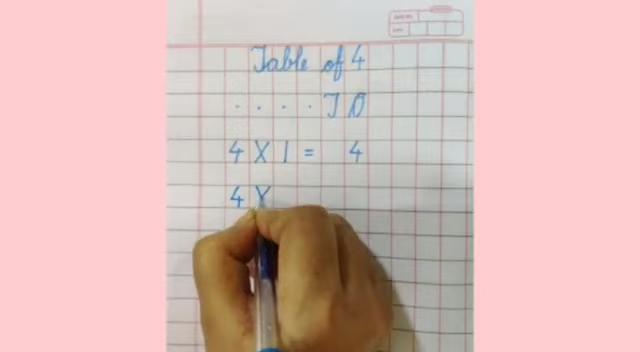 Table of 4
. . . . T O
4 X 1 = 4
4 X